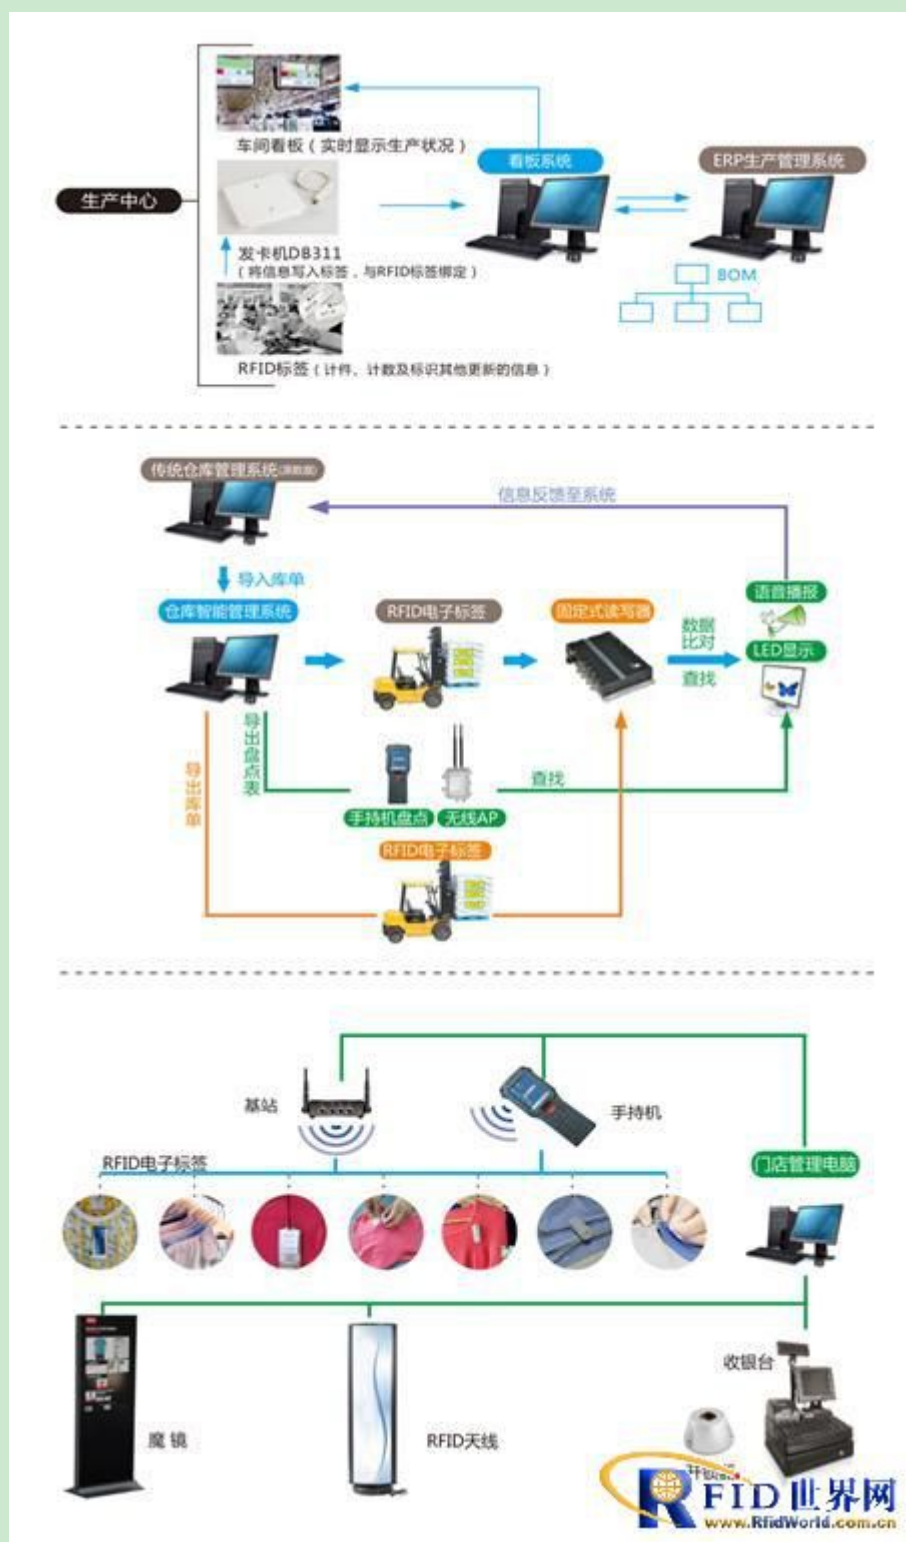 车间看板（实时显示生产状况）
看板系统
ERP生产管理系统
生产中心
发卡机DB311
（将信息写入标签，与RFID标签绑定）
BOM
RFID标签（计件、计数及标识其他更新的信息）
传统仓库管理系统
信息反馈至系统
导入库单
语音播报
仓库智能管理系统
RFID电子标签
固定式读写器
数据
比对
LED显示
查找
导出盘点表
导出库单
查找
手持机盘点
无线AP
RFID电子标签
基站
手持机
RFID电子标签
门店管理电脑
收银台
魔镜
RFID天线
RFID世界网
www.RfidWorld.com.cn